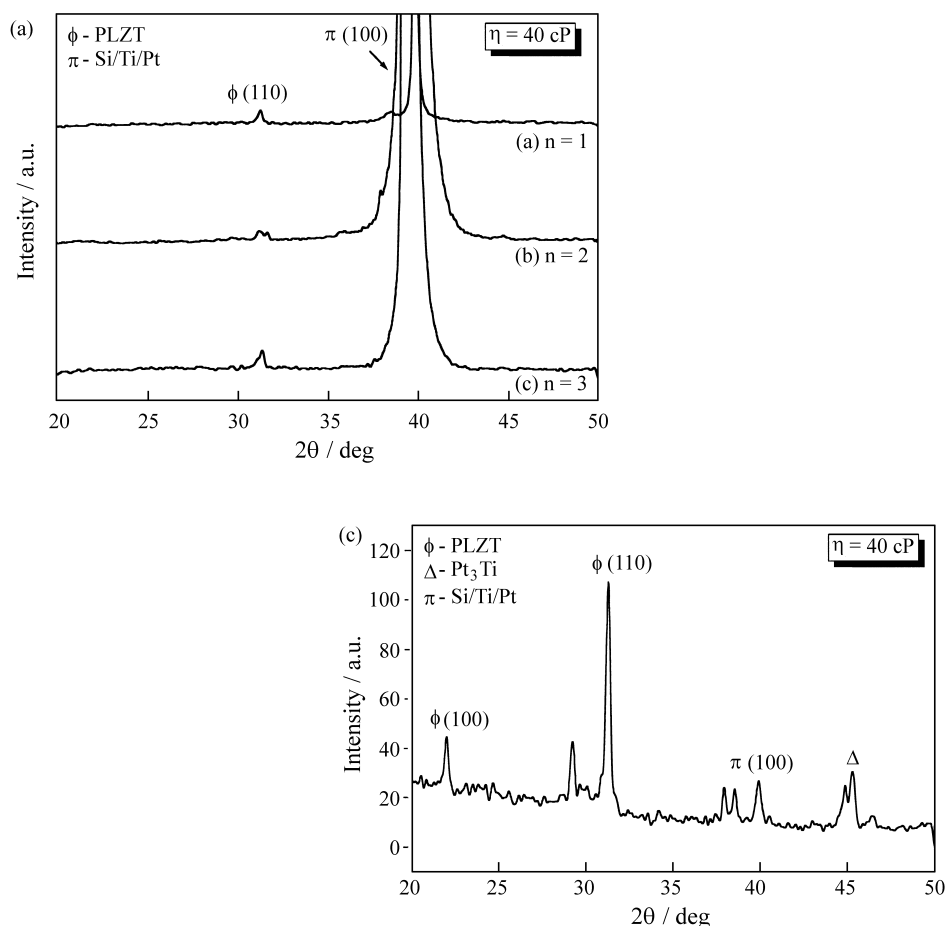 (a)
ϕ - PLZT
π - Si/Ti/Pt
π (100)
η = 40 cP
ϕ (110)
(a) n = 1
(b) n = 2
(c) n = 3
Intensity / a.u.
20 25 30 35 40 45 50
2θ / deg
(c)
ϕ - PLZT
Δ - Pt₃Ti
π - Si/Ti/Pt
η = 40 cP
ϕ (110)
ϕ (100)
π (100)
Δ
Intensity / a.u.
120
100
80
60
40
20
0
20 25 30 35 40 45 50
2θ / deg